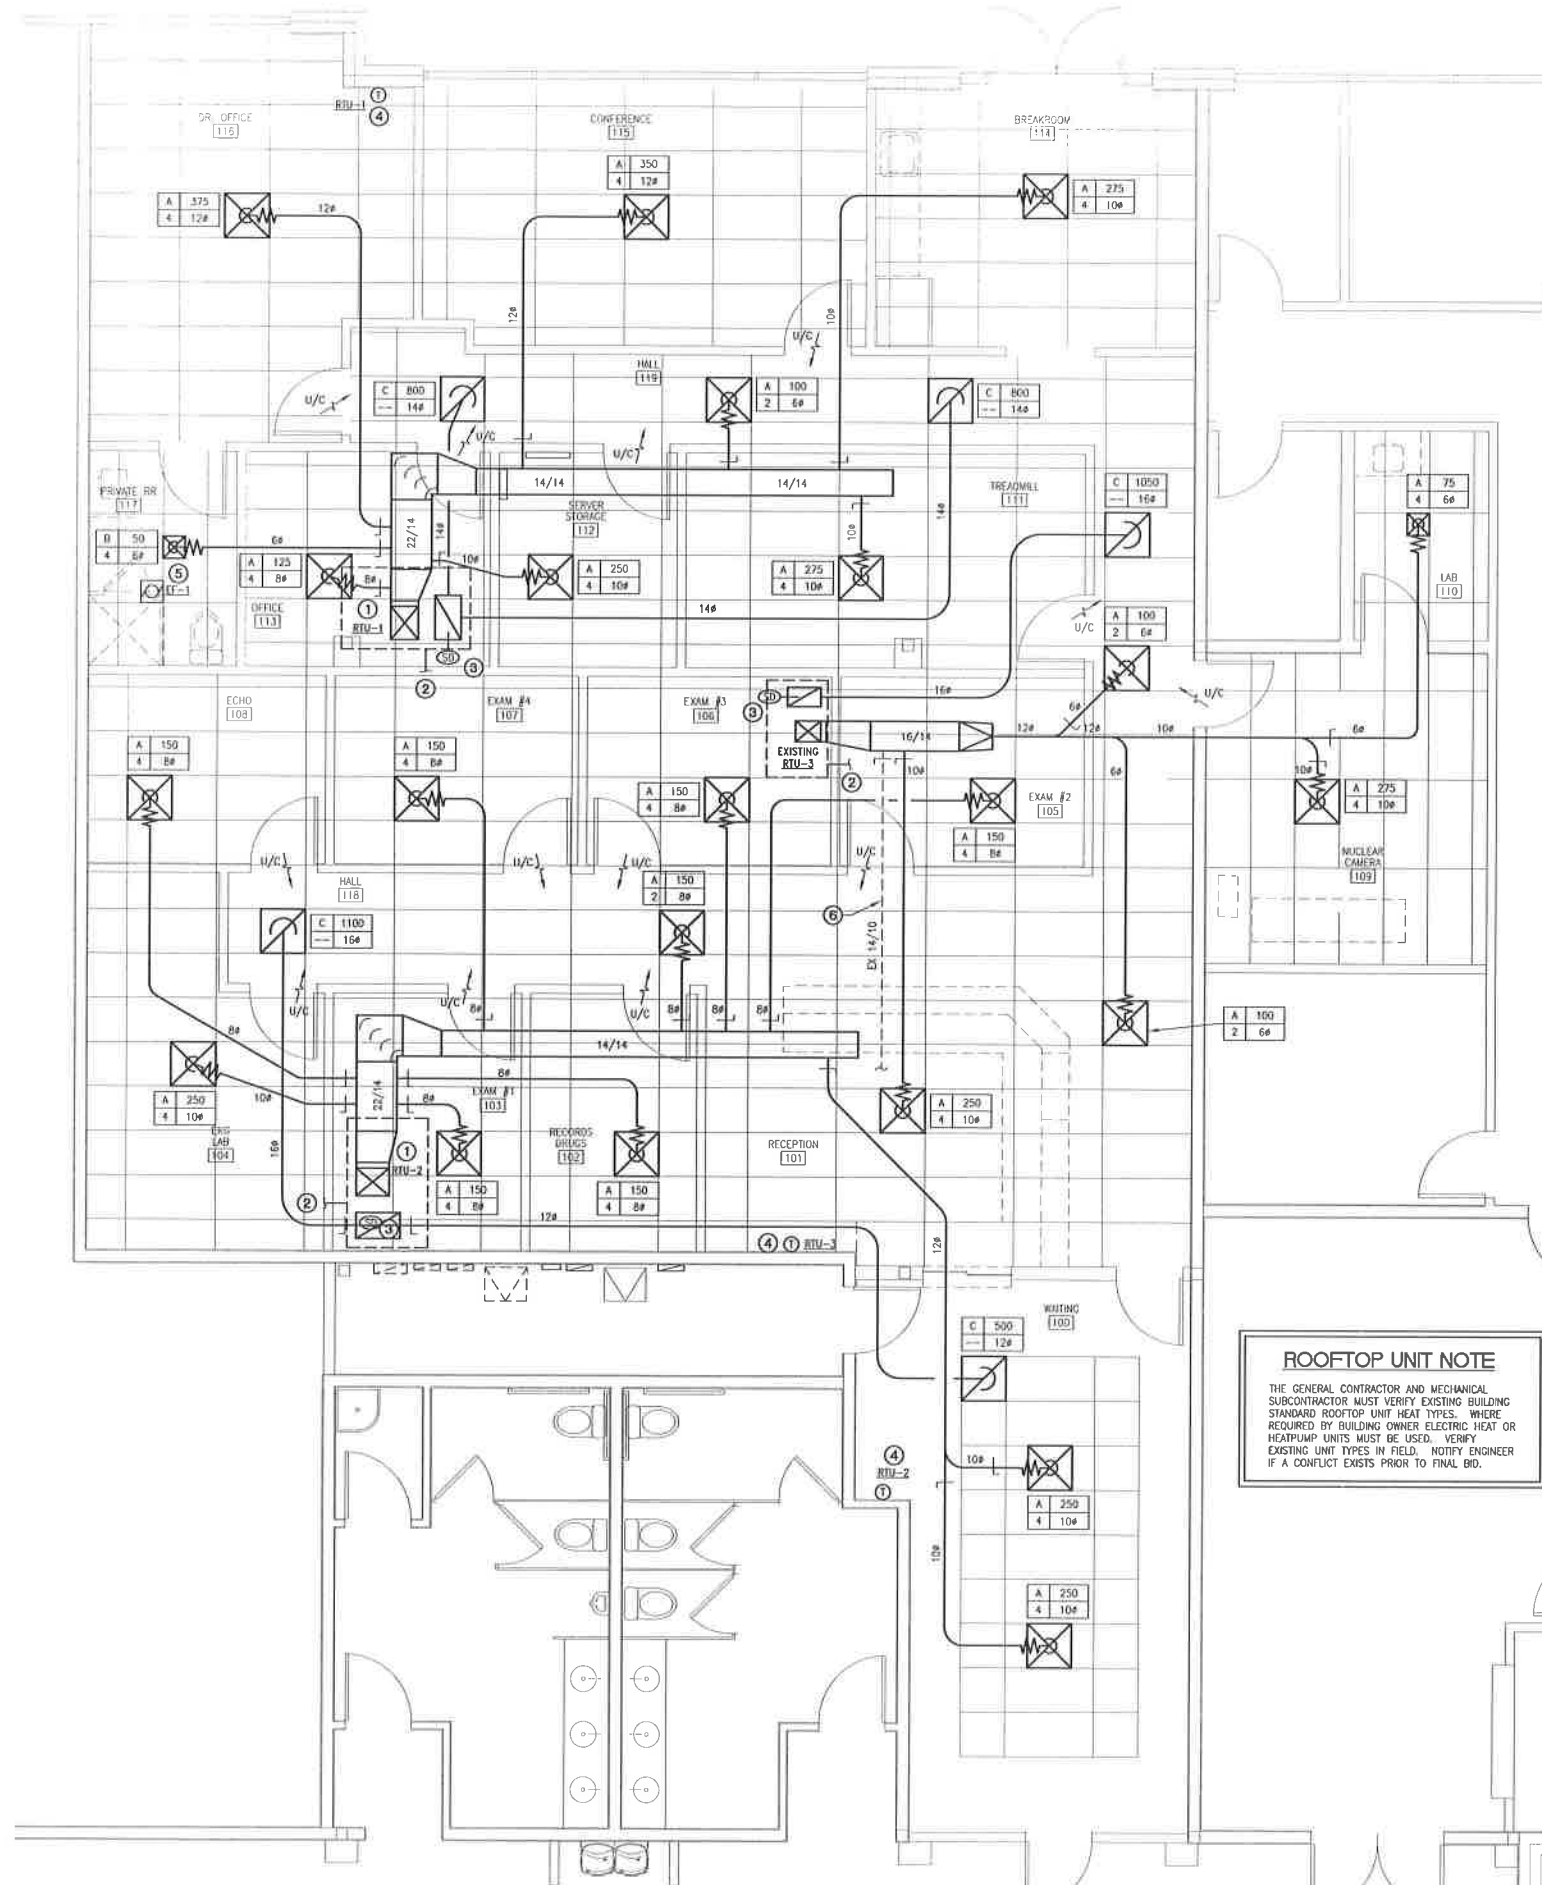 RTU-1
T
4
DR. OFFICE
116
CONFERENCE
115
BREAKROOM
114
A 375
4 12ø
12ø
A 350
4 12ø
A 275
4 10ø
12ø
10ø
U/C
HALL
119
U/C
C 800
-- 14ø
A 100
2 6ø
C 800
-- 14ø
U/C
U/C
PRIVATE RR
117
14/14
14/14
SERVER
STORAGE
112
TREADMILL
111
C 1050
-- 16ø
A 75
4 6ø
B 50
4 6ø
6ø
22/14
14ø
10ø
14ø
5
EF-1
A 125
4 8ø
8ø
10ø
A 250
4 10ø
A 275
4 10ø
LAB
110
OFFICE
113
1
RTU-1
14ø
U/C
A 100
2 6ø
SD
3
2
ECHO
108
EXAM #4
107
EXAM #3
106
SD
3
16ø
U/C
6ø
A 150
4 8ø
A 150
4 8ø
EXISTING
RTU-3
16/14
12ø
12ø
10ø
6ø
A 150
4 8ø
2
10ø
6ø
10ø
EXAM #2
105
A 275
4 10ø
A 150
4 8ø
NUCLEAR
CAMERA
109
U/C
U/C
U/C
U/C
HALL
118
A 150
2 8ø
C 1100
-- 16ø
6
EX 14/10
U/C
U/C
U/C
8ø
8ø
8ø
8ø
A 100
2 6ø
8ø
14/14
22/14
8ø
8ø
A 250
4 10ø
10ø
EXAM #1
103
A 250
4 10ø
EKG
LAB
104
16ø
1
RTU-2
RECORDS
DRUGS
102
RECEPTION
101
A 150
4 8ø
A 150
4 8ø
2
SD
3
12ø
12ø
4 T RTU-3
WAITING
100
C 500
-- 12ø
ROOFTOP UNIT NOTE
THE GENERAL CONTRACTOR AND MECHANICAL
SUBCONTRACTOR MUST VERIFY EXISTING BUILDING
STANDARD ROOFTOP UNIT HEAT TYPES. WHERE
REQUIRED BY BUILDING OWNER ELECTRIC HEAT OR
HEATPUMP UNITS MUST BE USED. VERIFY
EXISTING UNIT TYPES IN FIELD. NOTIFY ENGINEER
IF A CONFLICT EXISTS PRIOR TO FINAL BID.
4
RTU-2
T
10ø
A 250
4 10ø
10ø
A 250
4 10ø